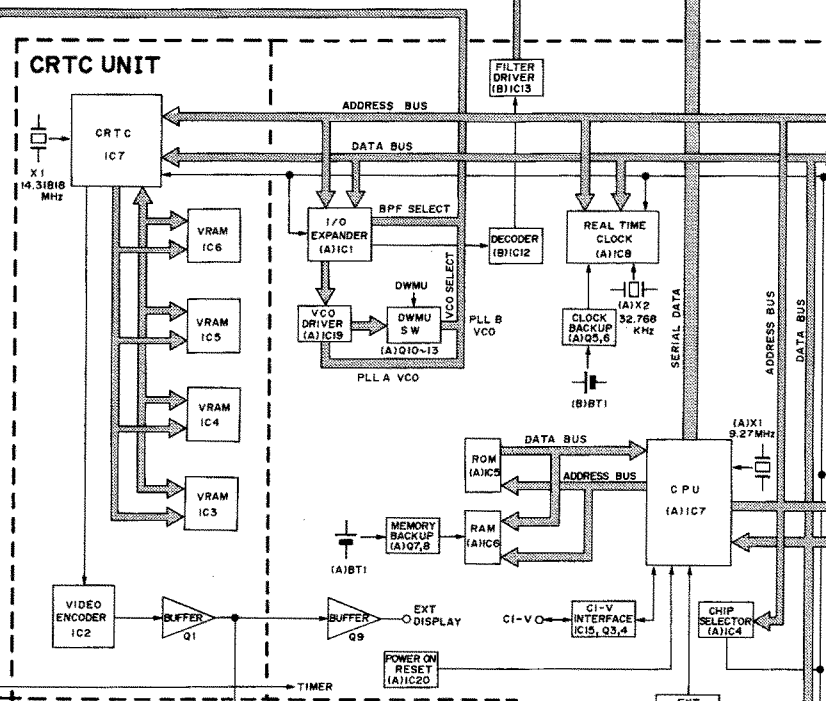 CRTC UNIT
FILTER
DRIVER
(B)IC13
ADDRESS BUS
CRTC
IC7
X1
14.31818
MHz
DATA BUS
VRAM
IC6
I/O
EXPANDER
(A)IC1
BPF SELECT
DECODER
(B)IC12
REAL TIME
CLOCK
(A)IC8
VCO SELECT
DWMU
(A)X2
32.768
KHz
VRAM
IC5
VCO
DRIVER
(A)IC19
DWMU
SW
(A)Q10~13
PLL B
VCO
CLOCK
BACKUP
(A)Q5,6
SERIAL DATA
ADDRESS BUS
DATA BUS
PLL A VCO
(B)BT1
VRAM
IC4
(A)X1
9.27MHz
DATA BUS
ROM
(A)IC5
ADDRESS BUS
CPU
(A)IC7
VRAM
IC3
MEMORY
BACKUP
(A)Q7,8
RAM
(A)IC6
(A)BT1
VIDEO
ENCODER
IC2
BUFFER
Q1
BUFFER
Q9
EXT
DISPLAY
CI-V
CI-V
INTERFACE
IC15, Q3,4
CHIP
SELECTOR
(A)IC4
POWER ON
RESET
(A)IC20
TIMER